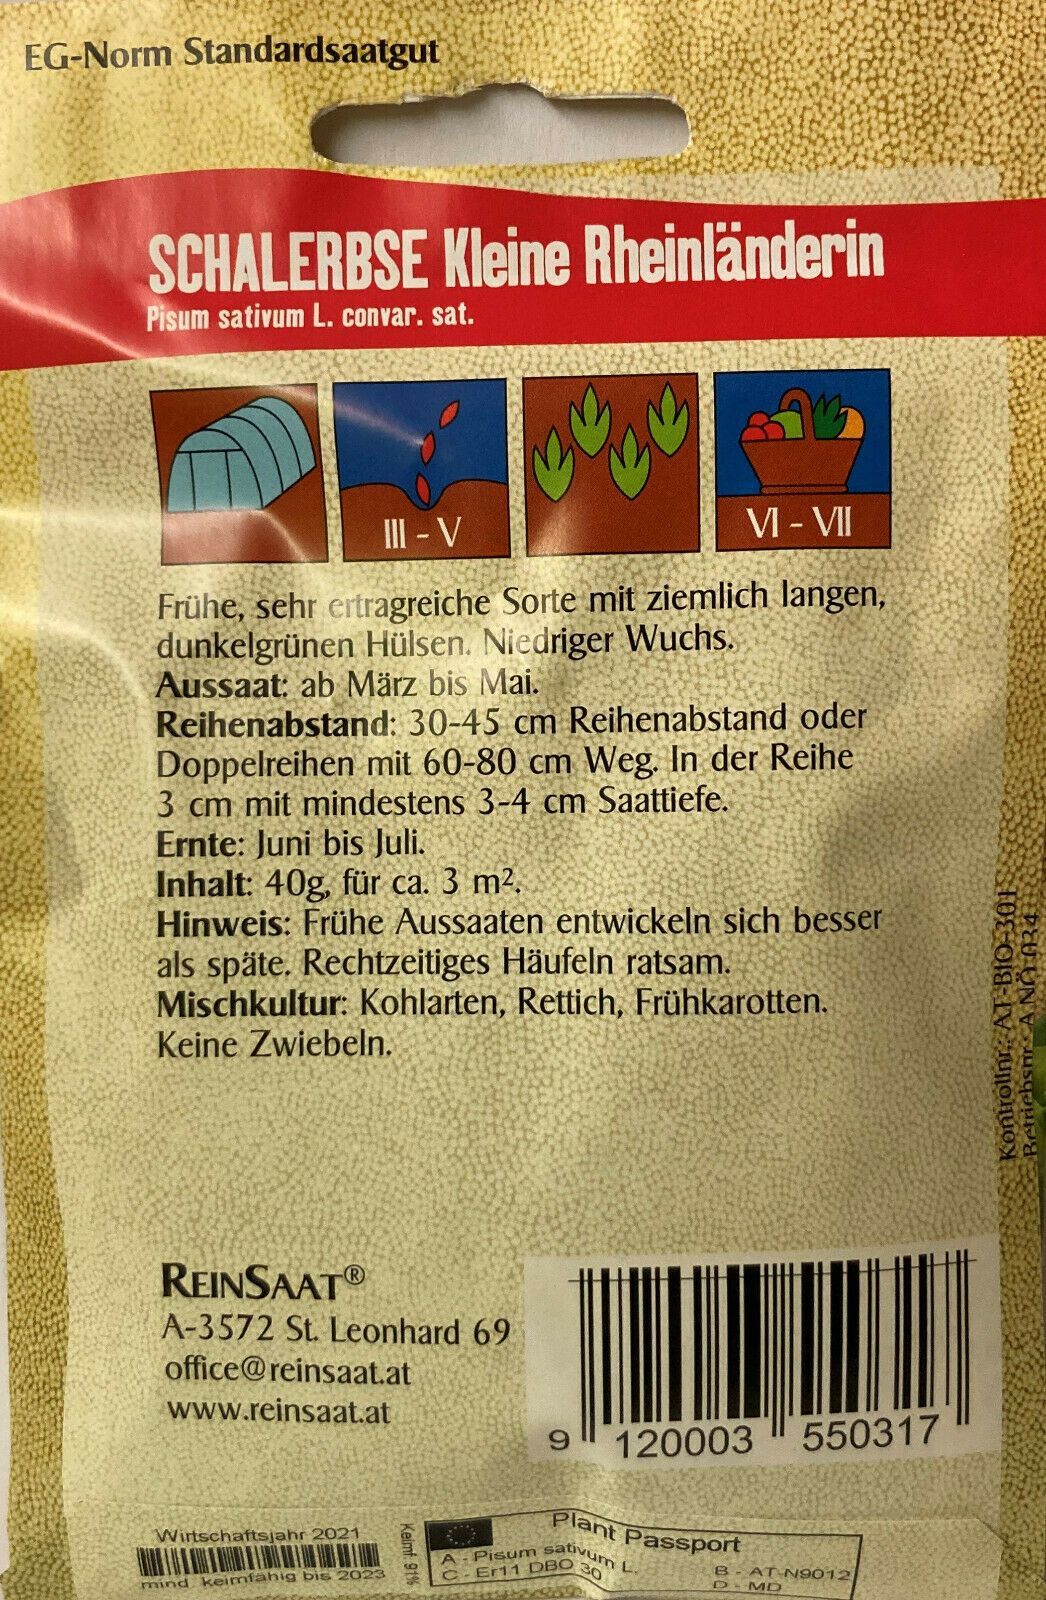 EG-Norm Standardsaatgut
SCHALERBSE Kleine Rheinländerin
Pisum sativum L. convar. sat.
III - V
VI - VII
Frühe, sehr ertragreiche Sorte mit ziemlich langen,
dunkelgrünen Hülsen. Niedriger Wuchs.
Aussaat: ab März bis Mai.
Reihenabstand: 30-45 cm Reihenabstand oder
Doppelreihen mit 60-80 cm Weg. In der Reihe
3 cm mit mindestens 3-4 cm Saattiefe.
Ernte: Juni bis Juli.
Inhalt: 40g, für ca. 3 m².
Hinweis: Frühe Aussaaten entwickeln sich besser
als späte. Rechtzeitiges Häufeln ratsam.
Mischkultur: Kohlarten, Rettich, Frühkarotten.
Keine Zwiebeln.
Kontrollnr.: AT-BIO-301
Betriebsnr.: A NÖ 034
REINSAAT®
A-3572 St. Leonhard 69
office@reinsaat.at
www.reinsaat.at
9 120003 550317
Wirtschaftsjahr 2021
mind. keimfähig bis 2023
Keimf. 91%
Plant Passport
A - Pisum sativum L.
B - AT-N9012
C - Er11 DBO 30
D - MD